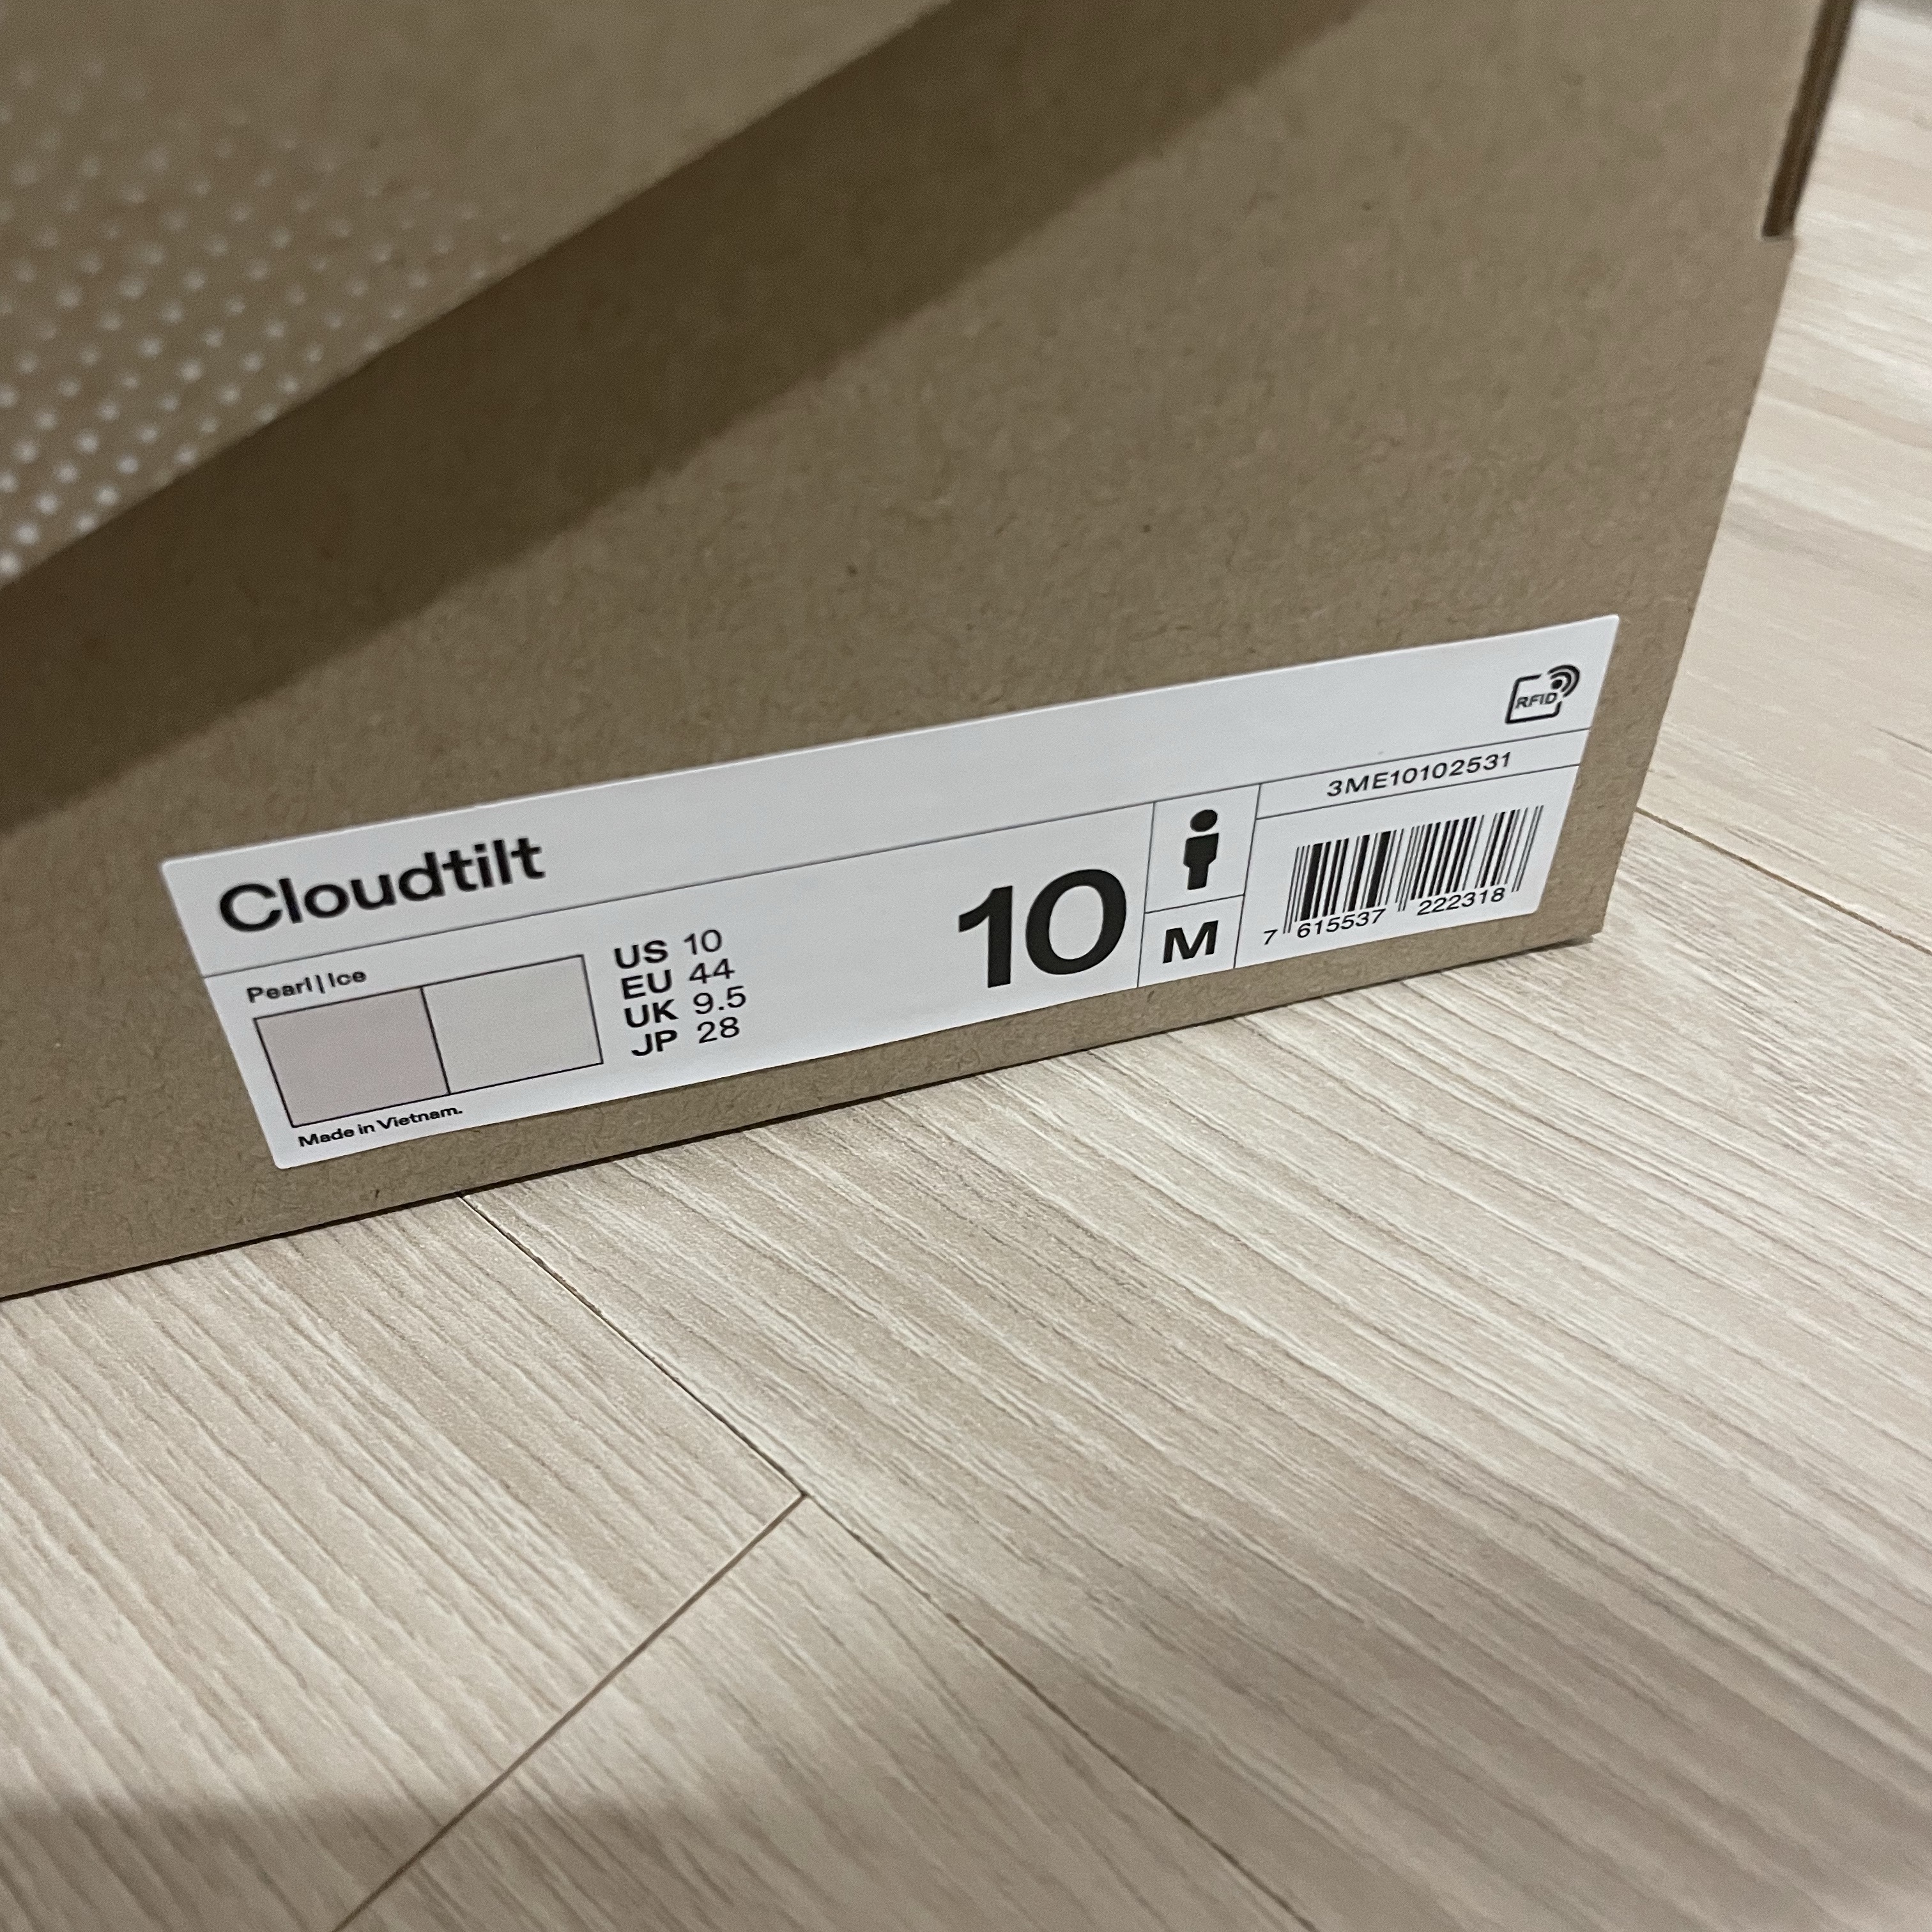 RFID
Cloudtilt
3ME10102531
Pearl | Ice
US 10
EU 44
UK 9.5
JP 28
10
M
7 615537 222318
Made in Vietnam.